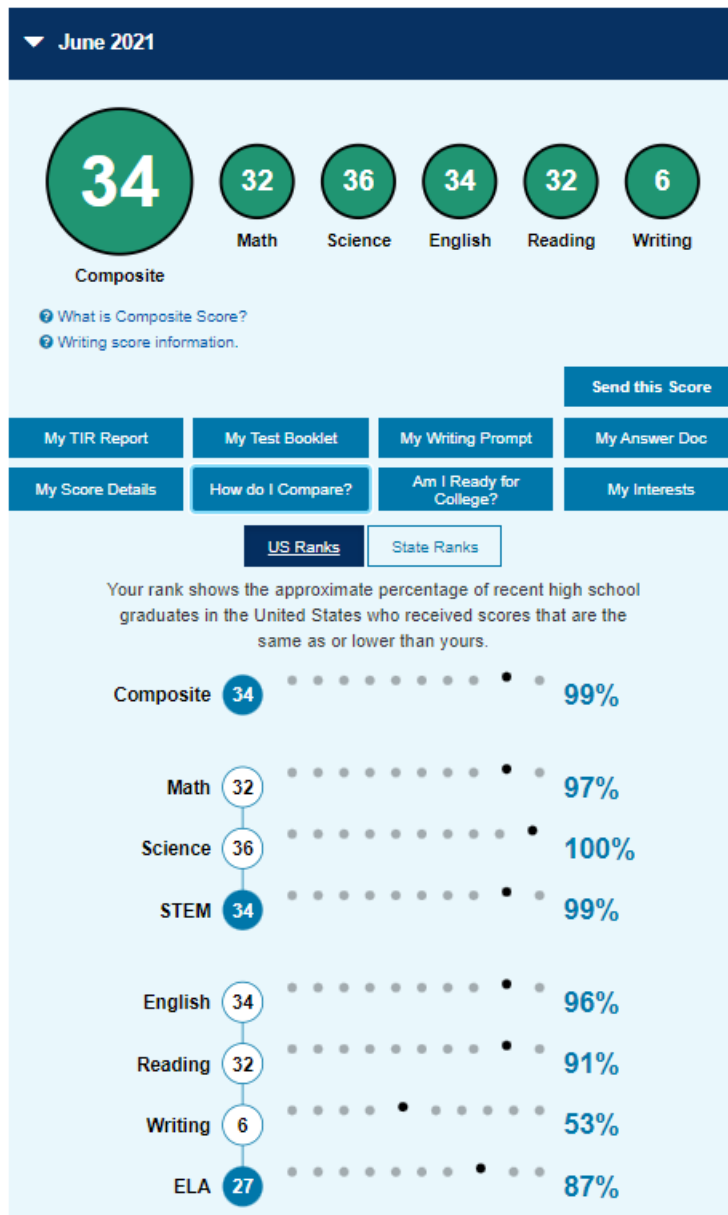 June 2021
34 32 36 34 32 6
Math Science English Reading Writing
Composite
What is Composite Score?
Writing score information.
Send this Score
My TIR Report My Test Booklet My Writing Prompt My Answer Doc
My Score Details How do I Compare? Am I Ready for College? My Interests
US Ranks State Ranks
Your rank shows the approximate percentage of recent high school
graduates in the United States who received scores that are the
same as or lower than yours.
Composite 34 99%
Math 32 97%
Science 36 100%
STEM 34 99%
English 34 96%
Reading 32 91%
Writing 6 53%
ELA 27 87%